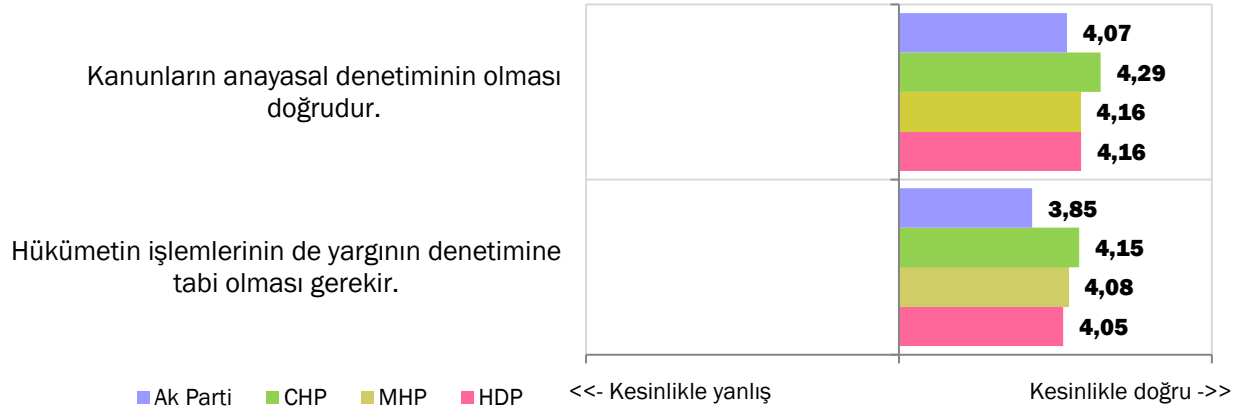 Kanunların anayasal denetiminin olması
doğrudur.
4,07
4,29
4,16
4,16
Hükümetin işlemlerinin de yargının denetimine
tabi olması gerekir.
3,85
4,15
4,08
4,05
Ak Parti CHP MHP HDP <<- Kesinlikle yanlış Kesinlikle doğru ->>